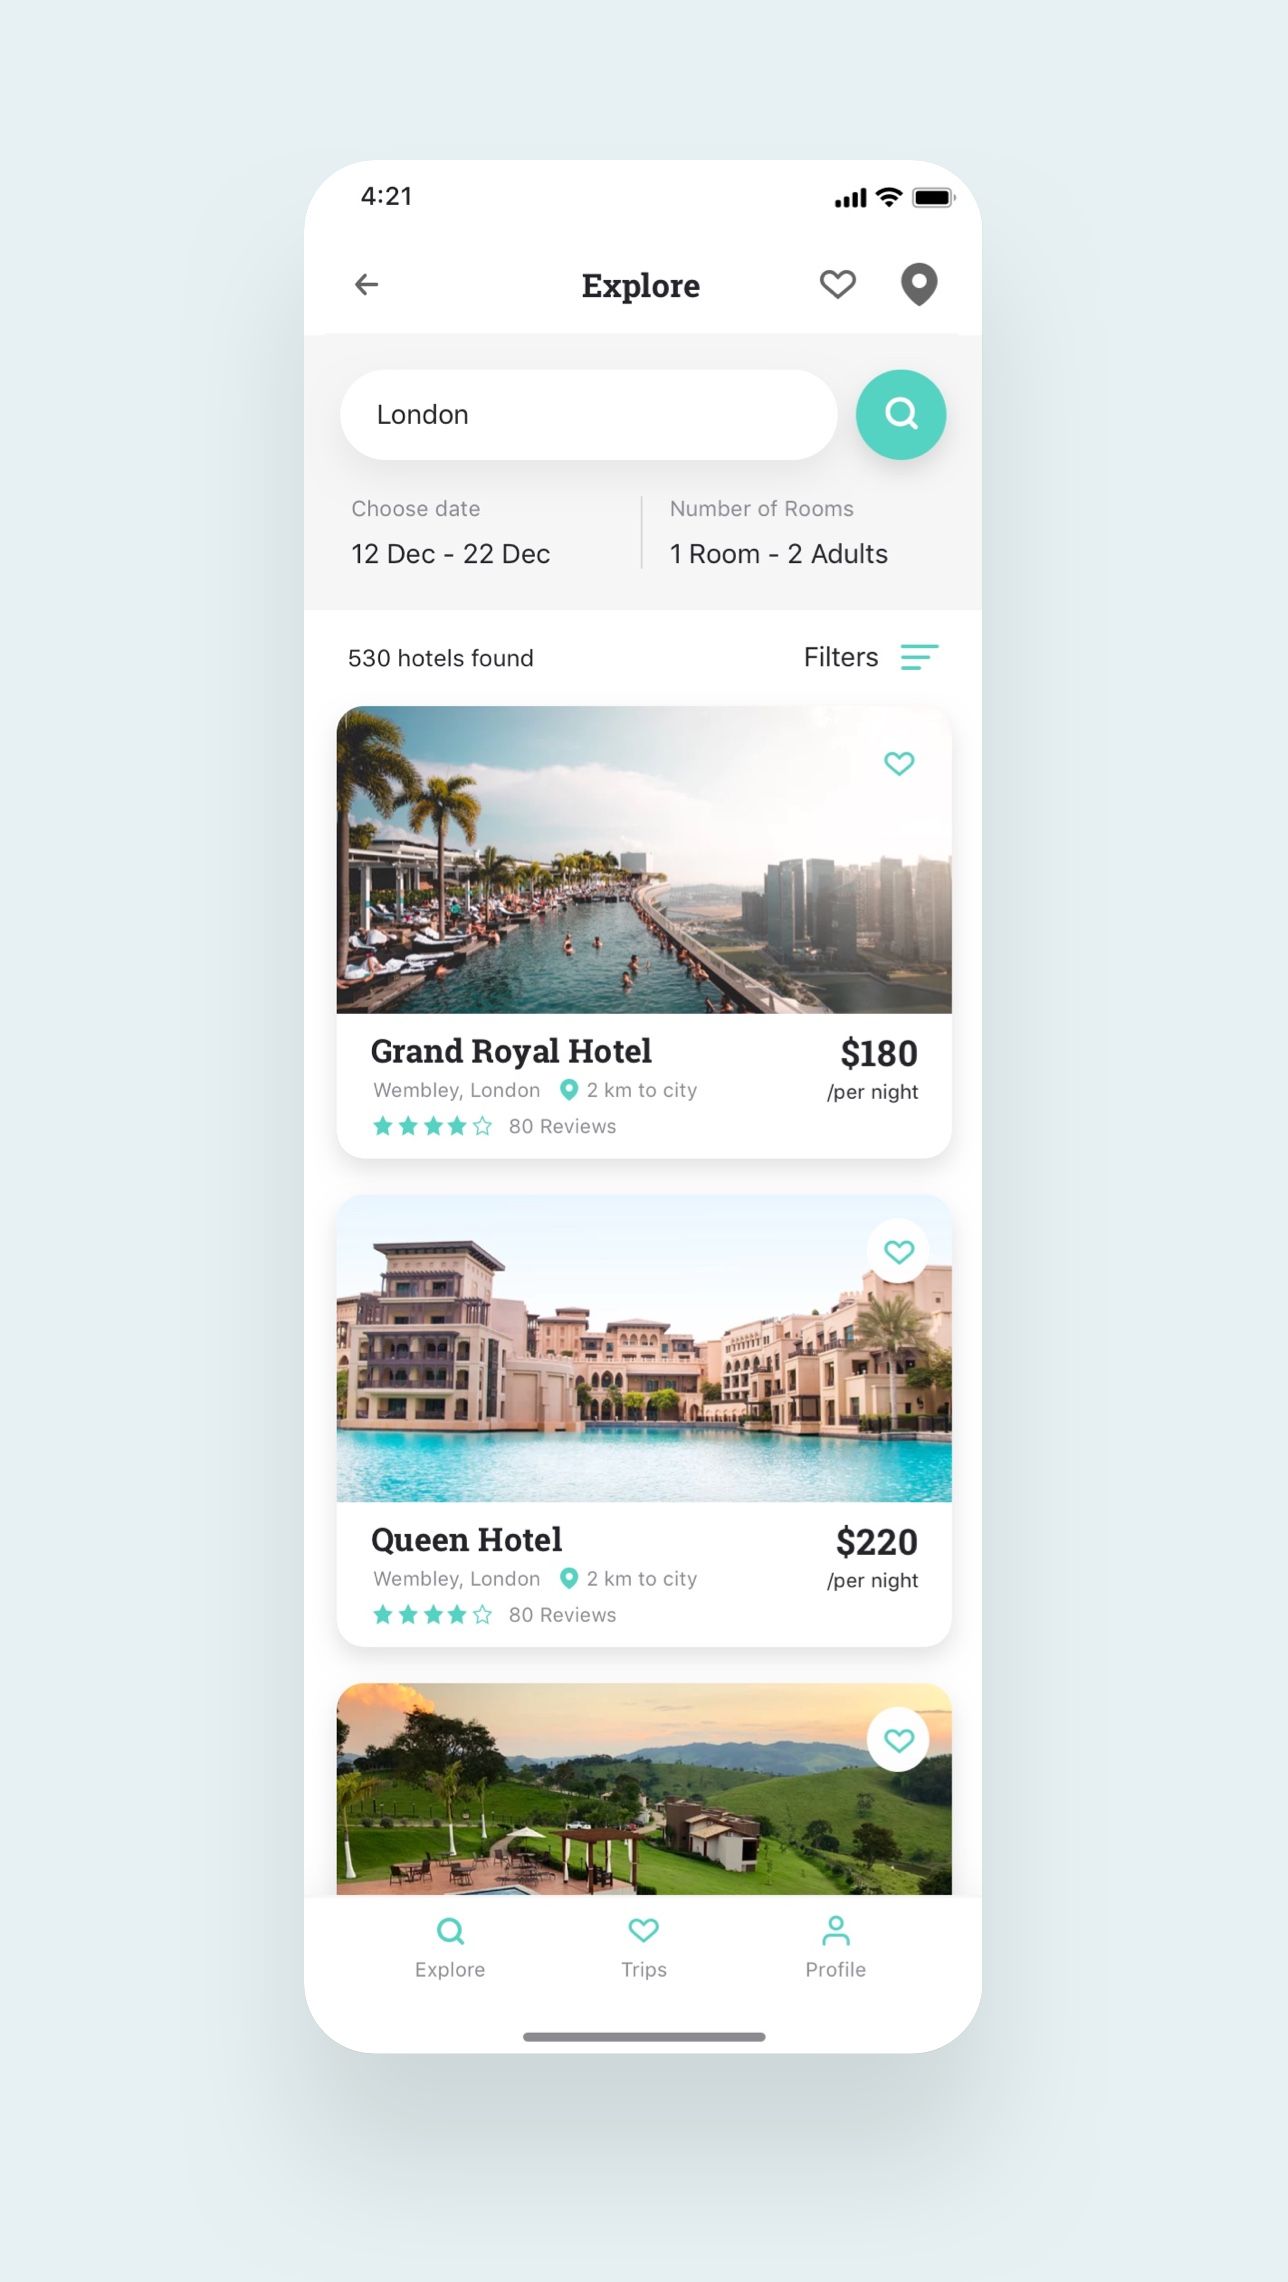 4:21
Explore
London
Choose date
12 Dec - 22 Dec
Number of Rooms
1 Room - 2 Adults
530 hotels found
Filters
Grand Royal Hotel
$180
Wembley, London 2 km to city
/per night
80 Reviews
Queen Hotel
$220
Wembley, London 2 km to city
/per night
80 Reviews
Explore
Trips
Profile